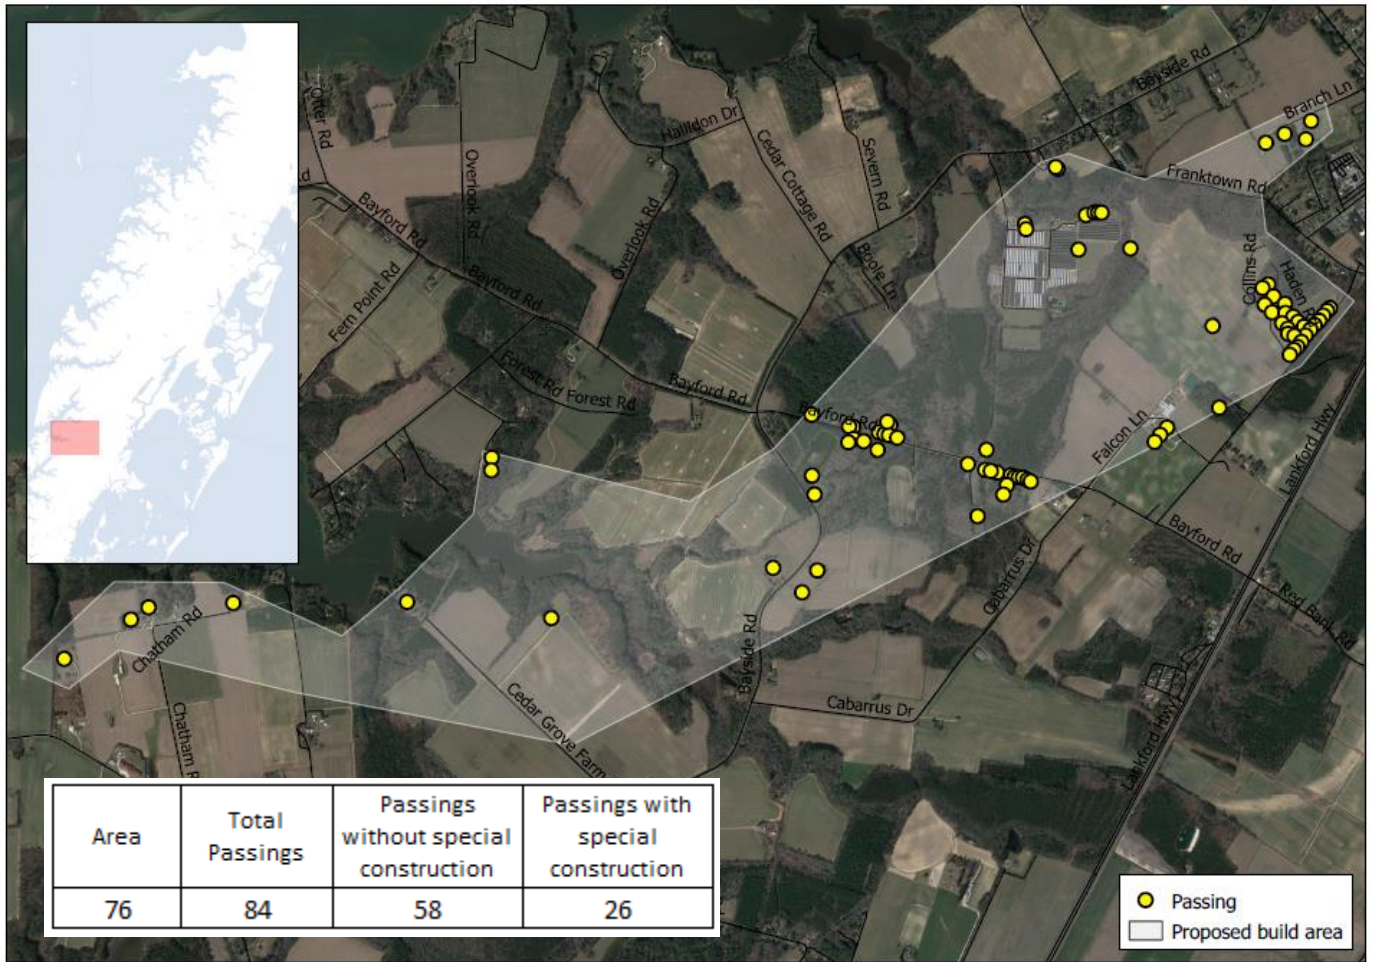 Otter Rd
Bayside Rd
Branch Ln
Hallidon Dr
Cedar Cottage Rd
Severn Rd
Overlook Rd
Franktown Rd
Bayford Rd
Overlook Rd
Boole Ln
Collins Rd
Haden
Fern Point Rd
Bayford Rd
Forest Rd
Forest Rd
Bayford Rd
Bayford Rd
Falcon Ln
Lankford Hwy
Bayford Rd
Cabarrus Dr
Red Bank Rd
Chatham Rd
Bayside Rd
Cedar Grove Farm
Cabarrus Dr
Chatham R
Lankford Hwy
Area
Total
Passings
Passings
without special
construction
Passings with
special
construction
76
84
58
26
Passing
Proposed build area